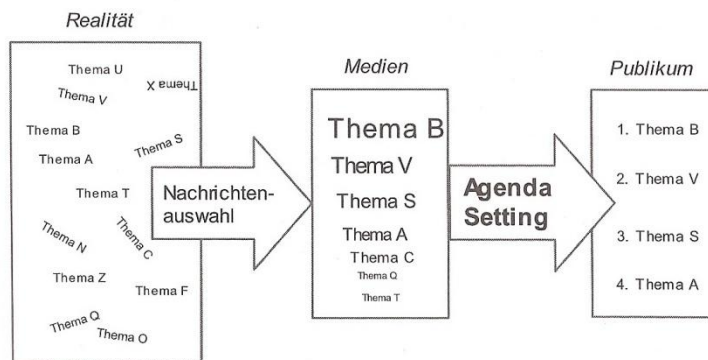 Realität
Thema U
Thema X
Thema V
Thema B
Thema S
Thema A
Thema T
Thema N
Thema C
Thema Z
Thema F
Thema Q
Thema O
Nachrichten-
auswahl
Medien
Thema B
Thema V
Thema S
Thema A
Thema C
Thema Q
Thema T
Agenda
Setting
Publikum
1. Thema B
2. Thema V
3. Thema S
4. Thema A